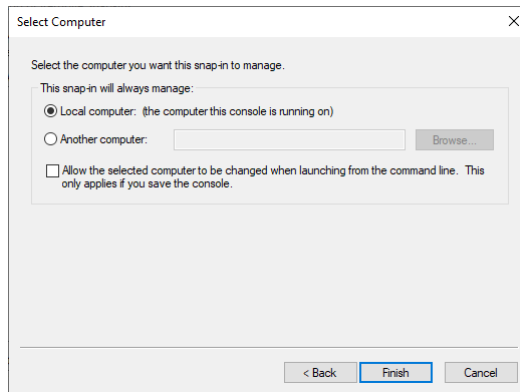 Select Computer
Select the computer you want this snap-in to manage.
This snap-in will always manage:
Local computer: (the computer this console is running on)
Another computer:
Browse...
Allow the selected computer to be changed when launching from the command line. This
only applies if you save the console.
< Back
Finish
Cancel